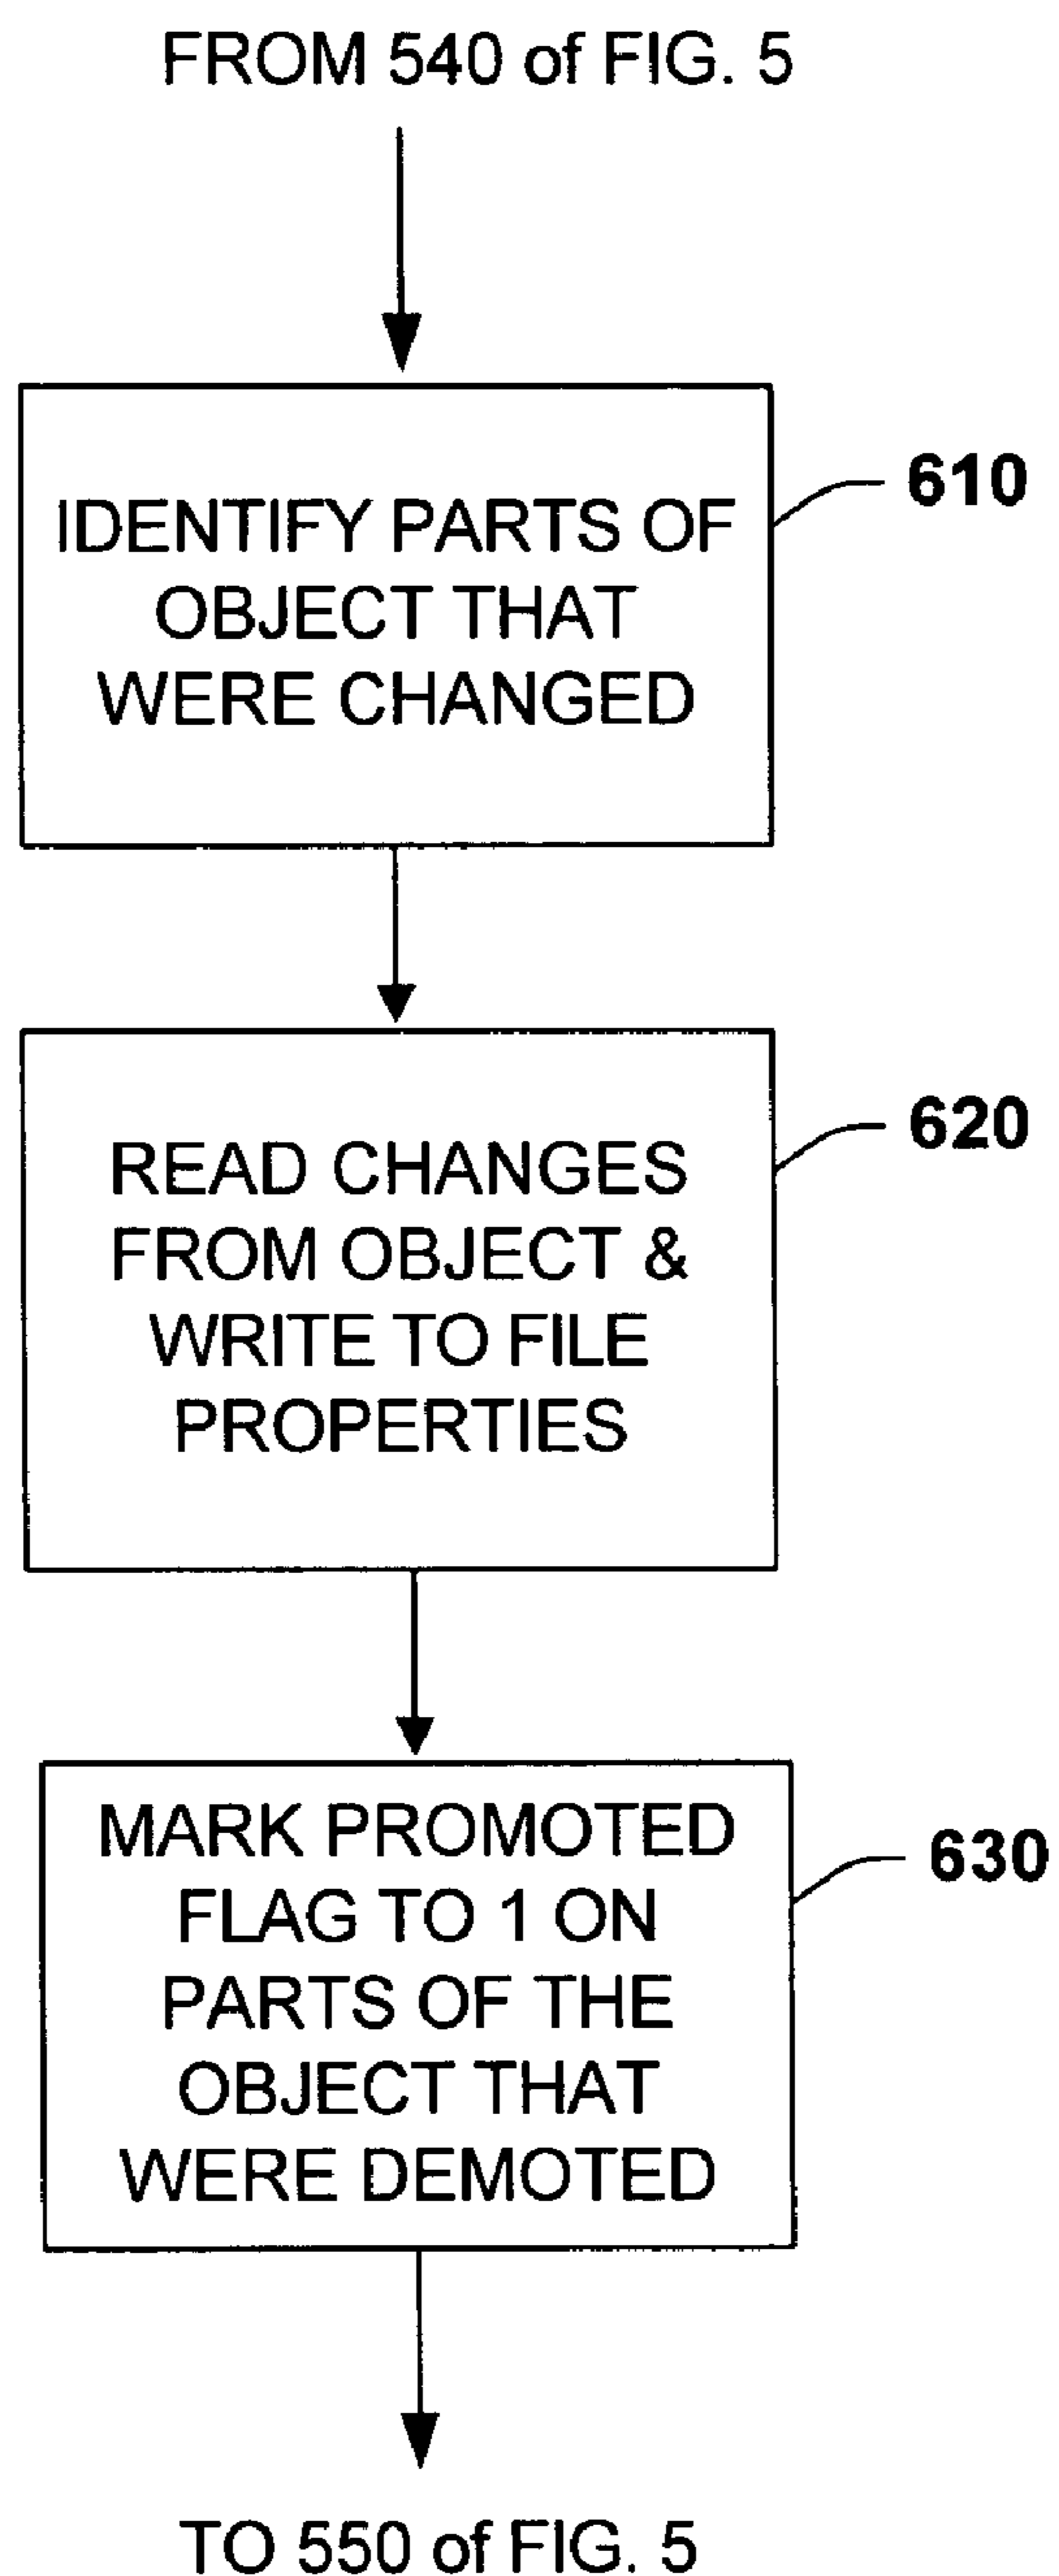 FROM 540 of FIG. 5
610
IDENTIFY PARTS OF
OBJECT THAT
WERE CHANGED
620
READ CHANGES
FROM OBJECT &
WRITE TO FILE
PROPERTIES
630
MARK PROMOTED
FLAG TO 1 ON
PARTS OF THE
OBJECT THAT
WERE DEMOTED
TO 550 of FIG. 5